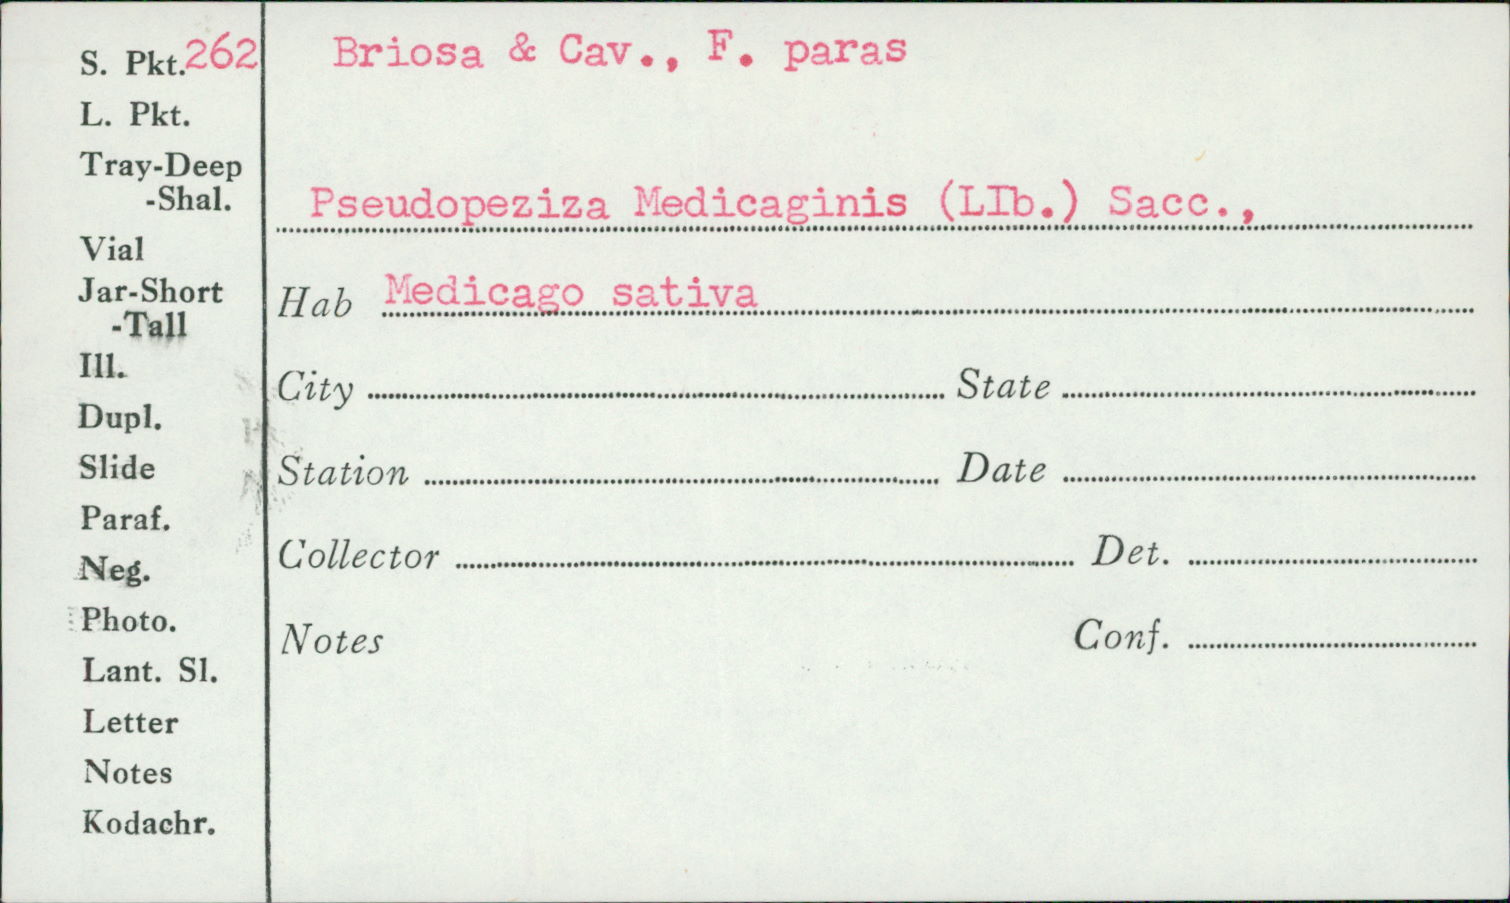 S. Pkt.262
L. Pkt.
Tray-Deep
-Shal.
Vial
Jar-Short
-Tall
Ill.
Dupl.
Slide
Paraf.
Neg.
Photo.
Lant. Sl.
Letter
Notes
Kodachr.
Briosa & Cav., F. paras
Pseudopeziza Medicaginis (LIb.) Sacc.,
Hab Medicago sativa
City State
Station Date
Collector Det.
Notes Conf.